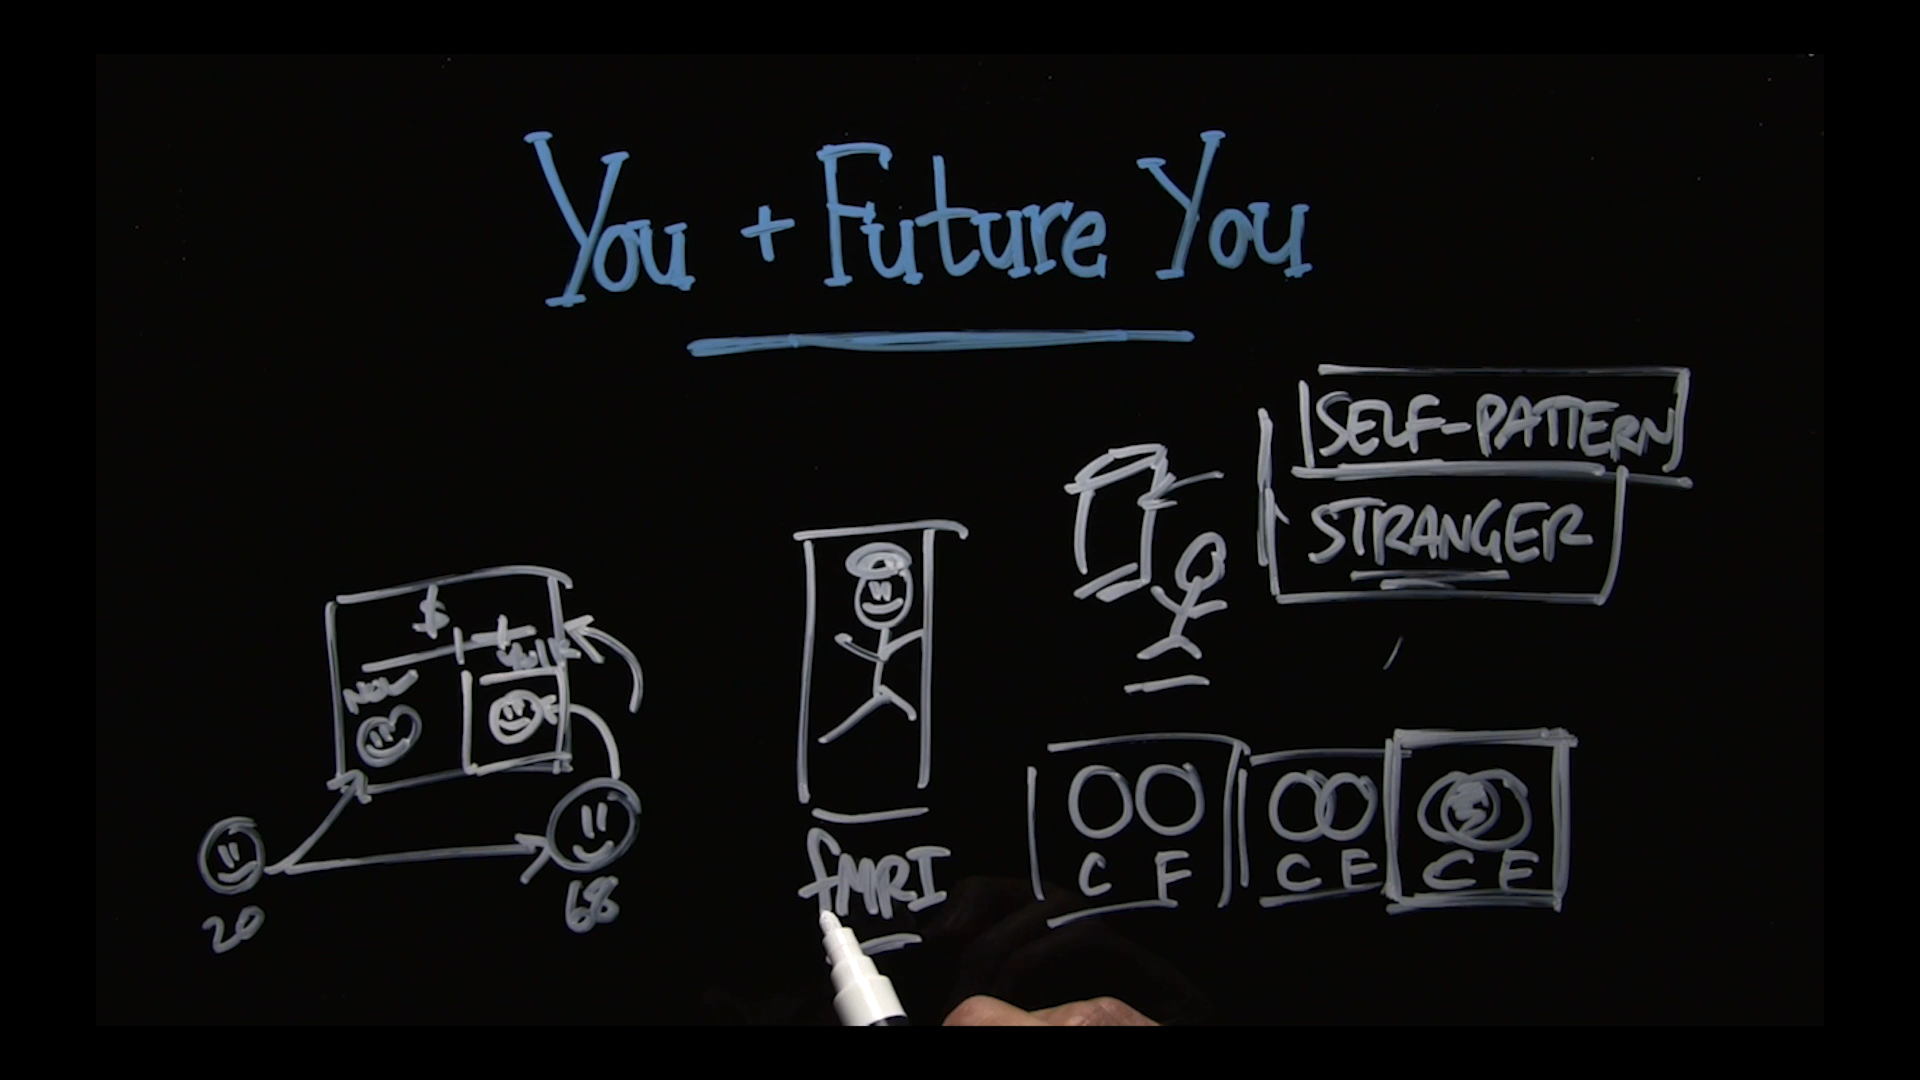 You + Future You
SELF-PATTERN
STRANGER
$
NOW
20
68
fMRI
C F
C F
C F